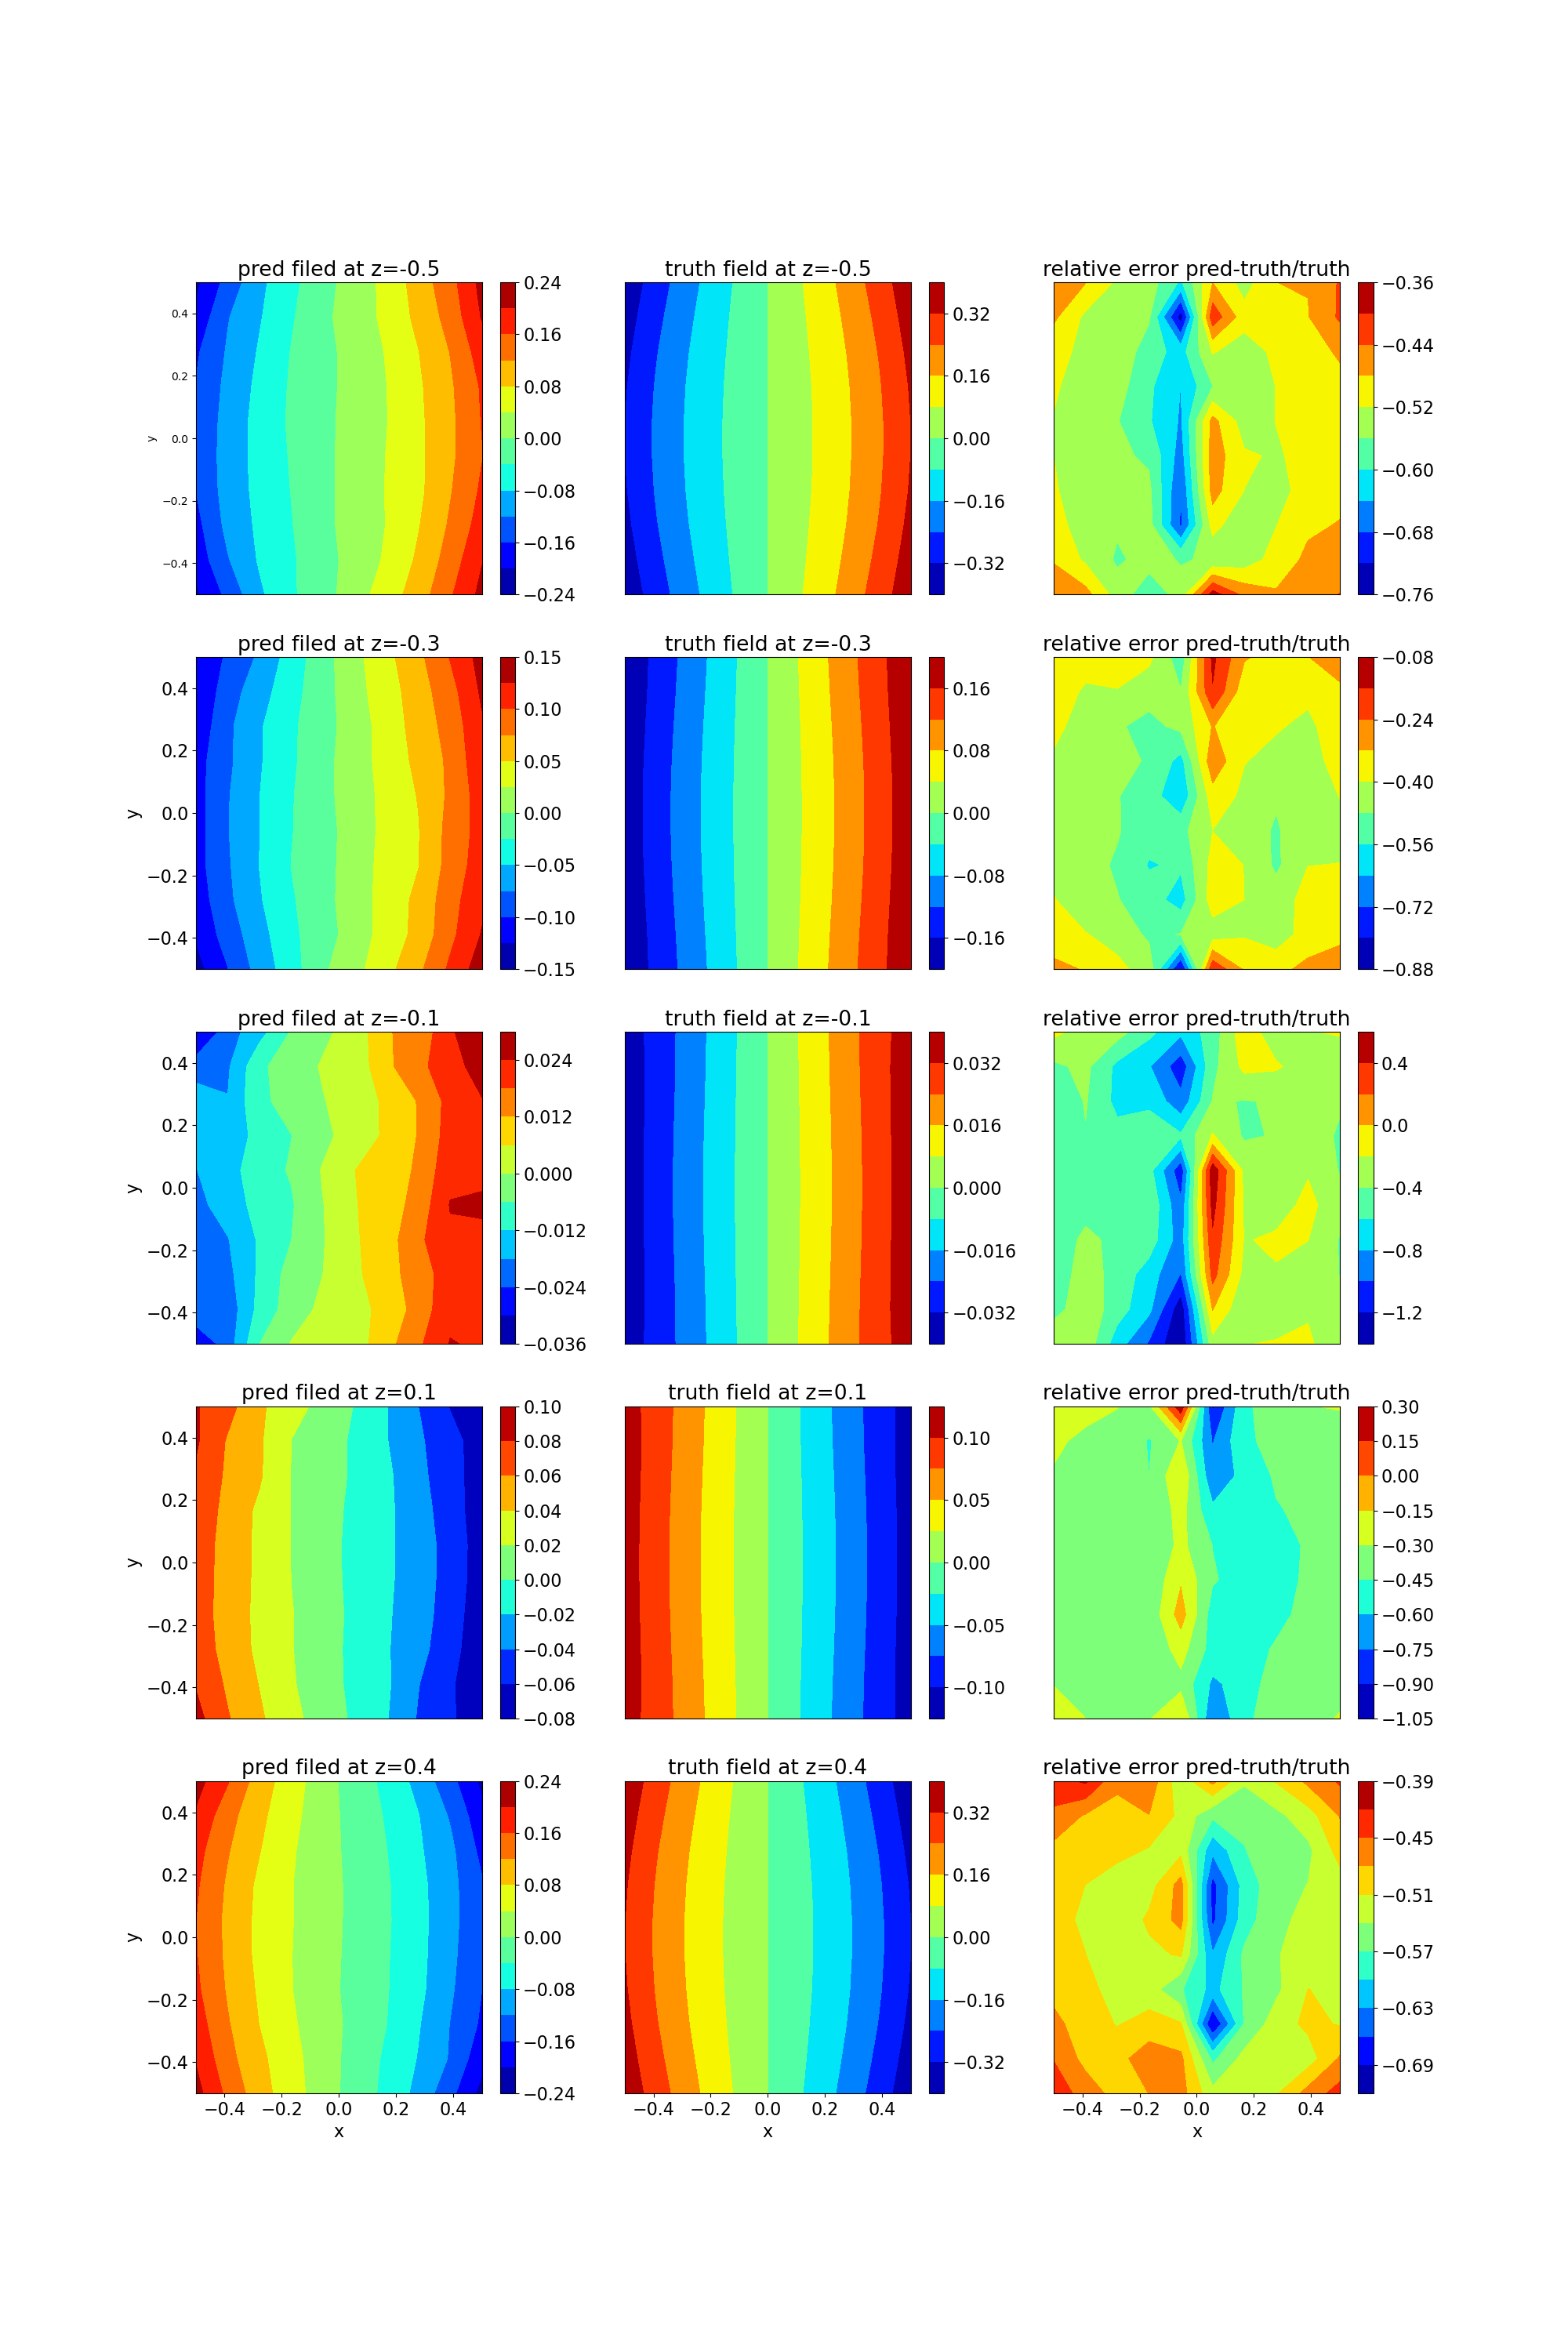 pred filed at z=-0.5 truth field at z=-0.5 relative error pred-truth/truth
y
0.4 0.2 0.0 −0.2 −0.4
0.24 0.16 0.08 0.00 −0.08 −0.16 −0.24
0.32 0.16 0.00 −0.16 −0.32
−0.36 −0.44 −0.52 −0.60 −0.68 −0.76
pred filed at z=-0.3 truth field at z=-0.3 relative error pred-truth/truth
y
0.4 0.2 0.0 −0.2 −0.4
0.15 0.10 0.05 0.00 −0.05 −0.10 −0.15
0.16 0.08 0.00 −0.08 −0.16
−0.08 −0.24 −0.40 −0.56 −0.72 −0.88
pred filed at z=-0.1 truth field at z=-0.1 relative error pred-truth/truth
y
0.4 0.2 0.0 −0.2 −0.4
0.024 0.012 0.000 −0.012 −0.024 −0.036
0.032 0.016 0.000 −0.016 −0.032
0.4 0.0 −0.4 −0.8 −1.2
pred filed at z=0.1 truth field at z=0.1 relative error pred-truth/truth
y
0.4 0.2 0.0 −0.2 −0.4
0.10 0.08 0.06 0.04 0.02 0.00 −0.02 −0.04 −0.06 −0.08
0.10 0.05 0.00 −0.05 −0.10
0.30 0.15 0.00 −0.15 −0.30 −0.45 −0.60 −0.75 −0.90 −1.05
pred filed at z=0.4 truth field at z=0.4 relative error pred-truth/truth
y
0.4 0.2 0.0 −0.2 −0.4
0.24 0.16 0.08 0.00 −0.08 −0.16 −0.24
0.32 0.16 0.00 −0.16 −0.32
−0.39 −0.45 −0.51 −0.57 −0.63 −0.69
−0.4 −0.2 0.0 0.2 0.4 −0.4 −0.2 0.0 0.2 0.4 −0.4 −0.2 0.0 0.2 0.4
x x x